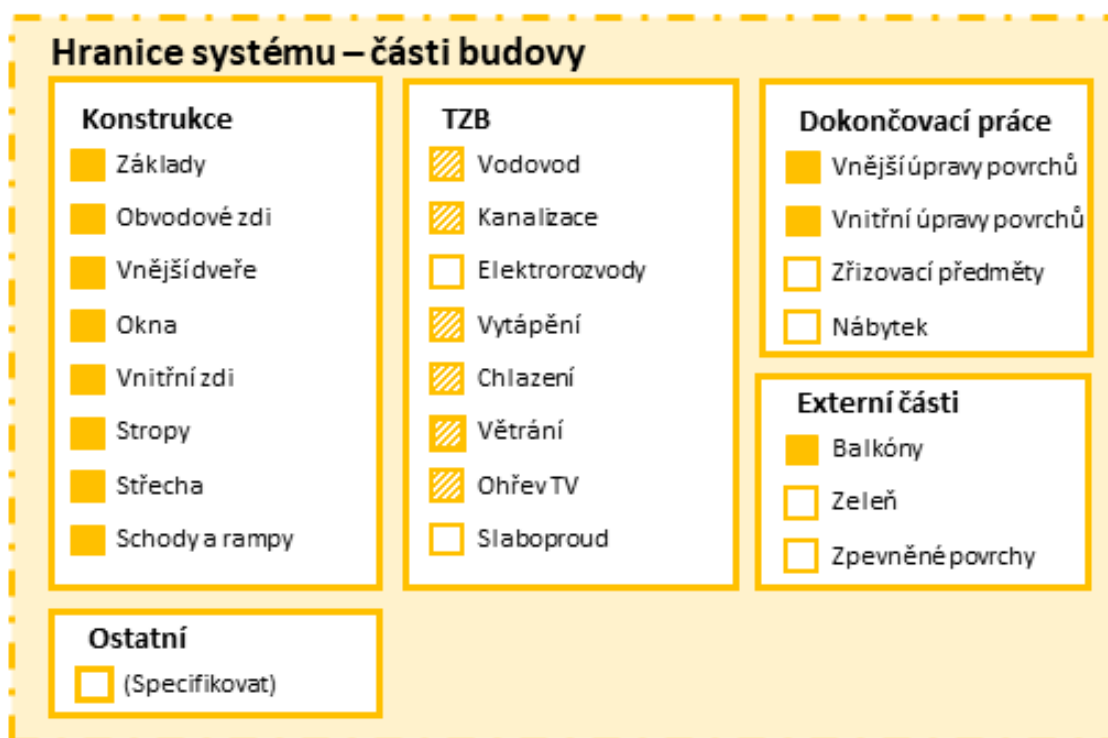 Hranice systému – části budovy
Konstrukce
Základy
Obvodové zdi
Vnější dveře
Okna
Vnitřní zdi
Stropy
Střecha
Schody a rampy
TZB
Vodovod
Kanalizace
Elektrorozvody
Vytápění
Chlazení
Větrání
Ohřev TV
Slaboproud
Dokončovací práce
Vnější úpravy povrchů
Vnitřní úpravy povrchů
Zřizovací předměty
Nábytek
Externí části
Balkóny
Zeleň
Zpevněné povrchy
Ostatní
(Specifikovat)